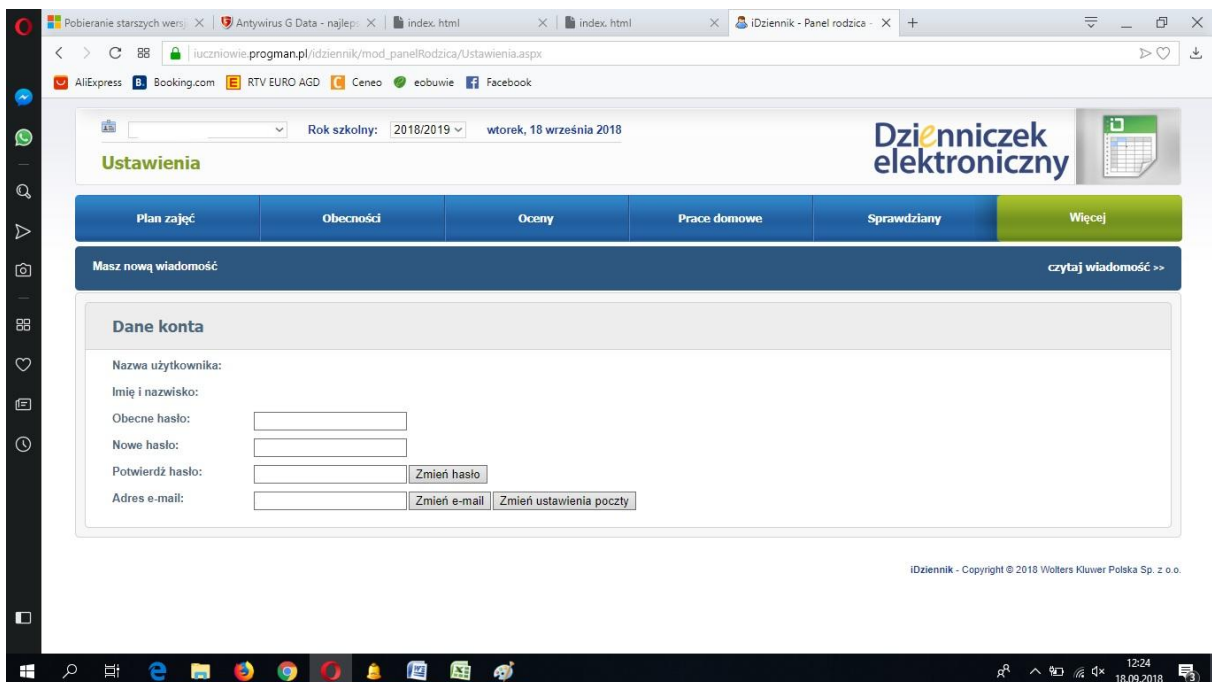 Pobieranie starszych wersj
Antywirus G Data - najlep
index. html
index. html
iDziennik - Panel rodzica -
iuczniowie.progman.pl/idziennik/mod_panelRodzica/Ustawienia.aspx
AliExpress B. Booking.com E RTV EURO AGD Ceneo eobuwie Facebook
Rok szkolny: 2018/2019 wtorek, 18 września 2018
Dzienniczek
elektroniczny
Ustawienia
Plan zajęć Obecności Oceny Prace domowe Sprawdziany Więcej
Masz nową wiadomość czytaj wiadomość >>
Dane konta
Nazwa użytkownika:
Imię i nazwisko:
Obecne hasło:
Nowe hasło:
Potwierdź hasło: Zmień hasło
Adres e-mail: Zmień e-mail Zmień ustawienia poczty
iDziennik - Copyright © 2018 Wolters Kluwer Polska Sp. z o.o.
12:24
18.09.2018